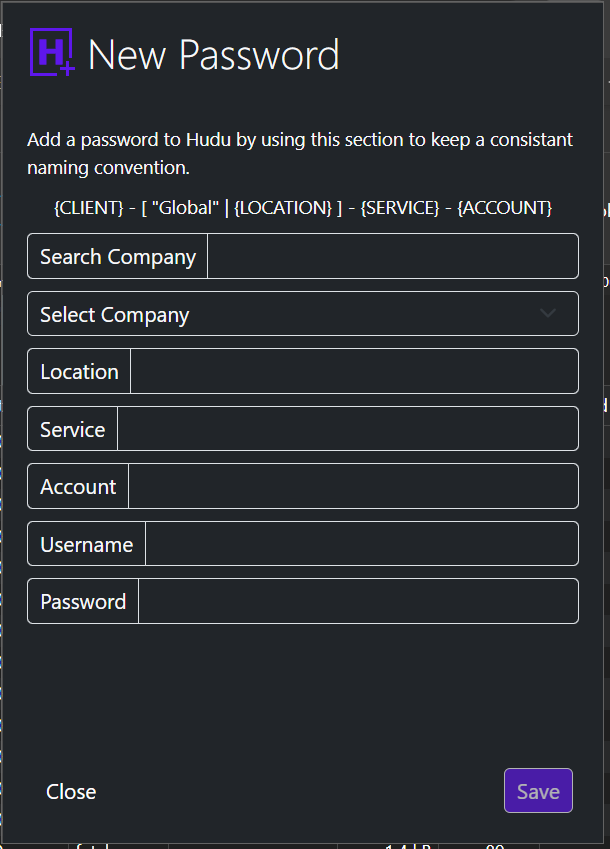 H+
New Password
Add a password to Hudu by using this section to keep a consistant
naming convention.
{CLIENT} - [ "Global" | {LOCATION} ] - {SERVICE} - {ACCOUNT}
Search Company
Select Company
Location
Service
Account
Username
Password
Close
Save